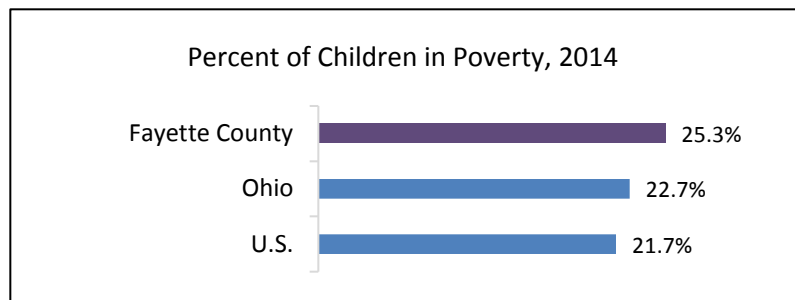 Percent of Children in Poverty, 2014
Fayette County 25.3%
Ohio 22.7%
U.S. 21.7%